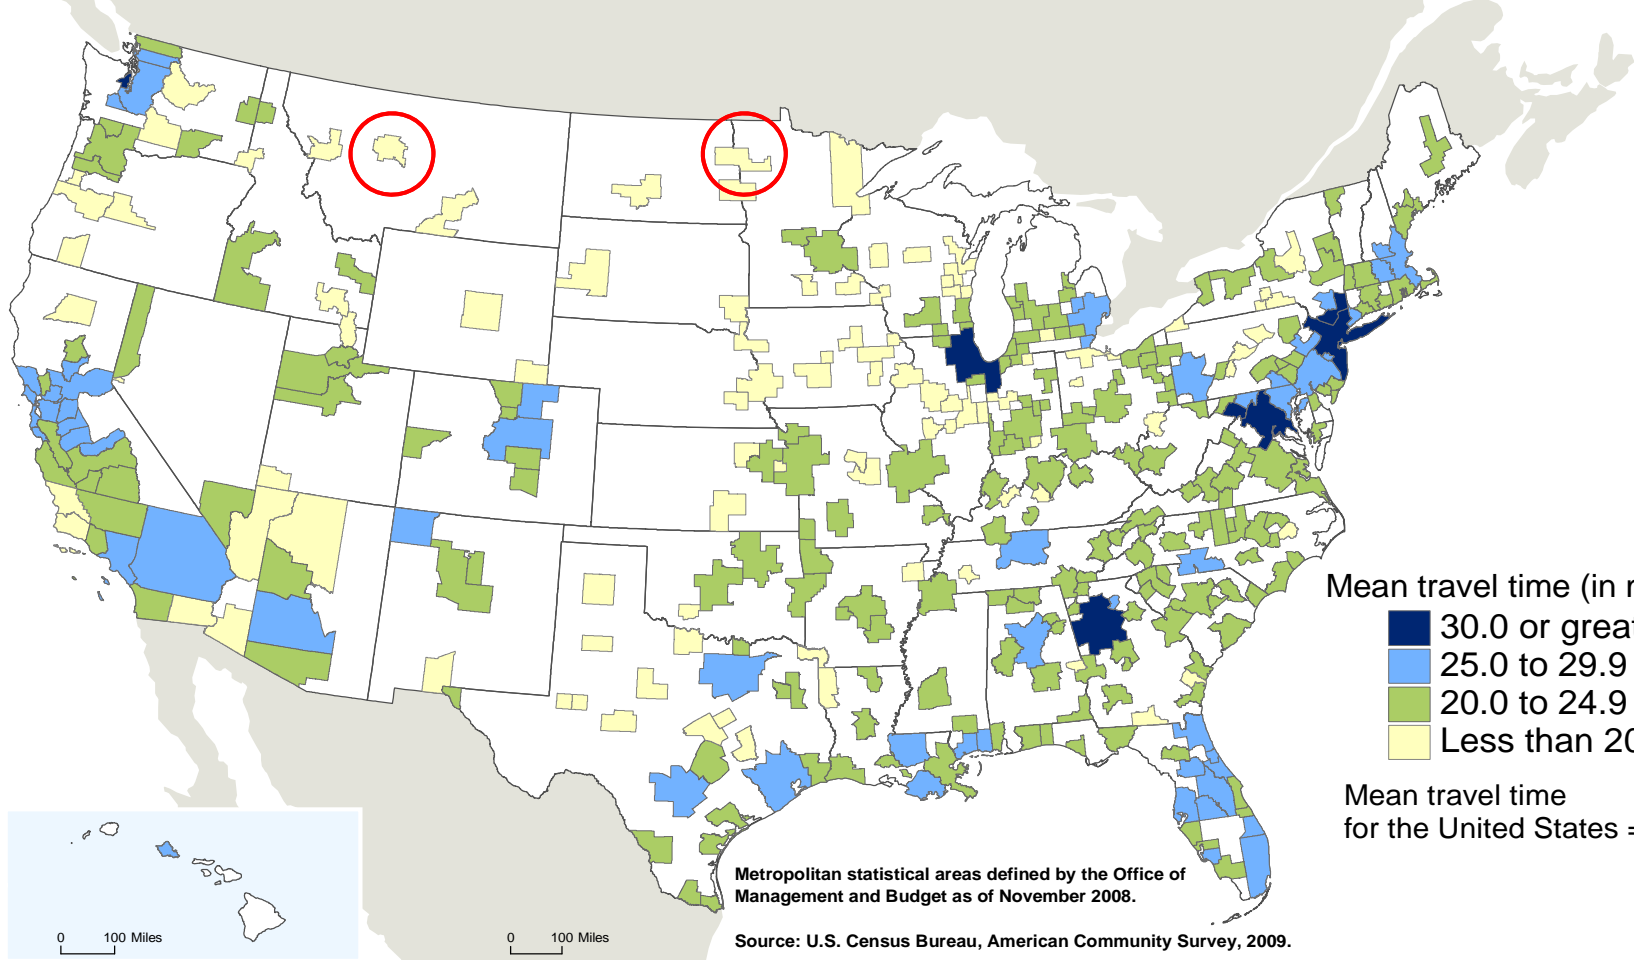 Mean travel time (in
30.0 or
25.0 to 29.9
20.0 to 24.9
Less than
Mean travel time
for the United States =
Metropolitan statistical areas defined by the Office of
Management and Budget as of November 2008.
Source: U.S. Census Bureau, American Community Survey, 2009.
0 100 Miles
0 100 Miles